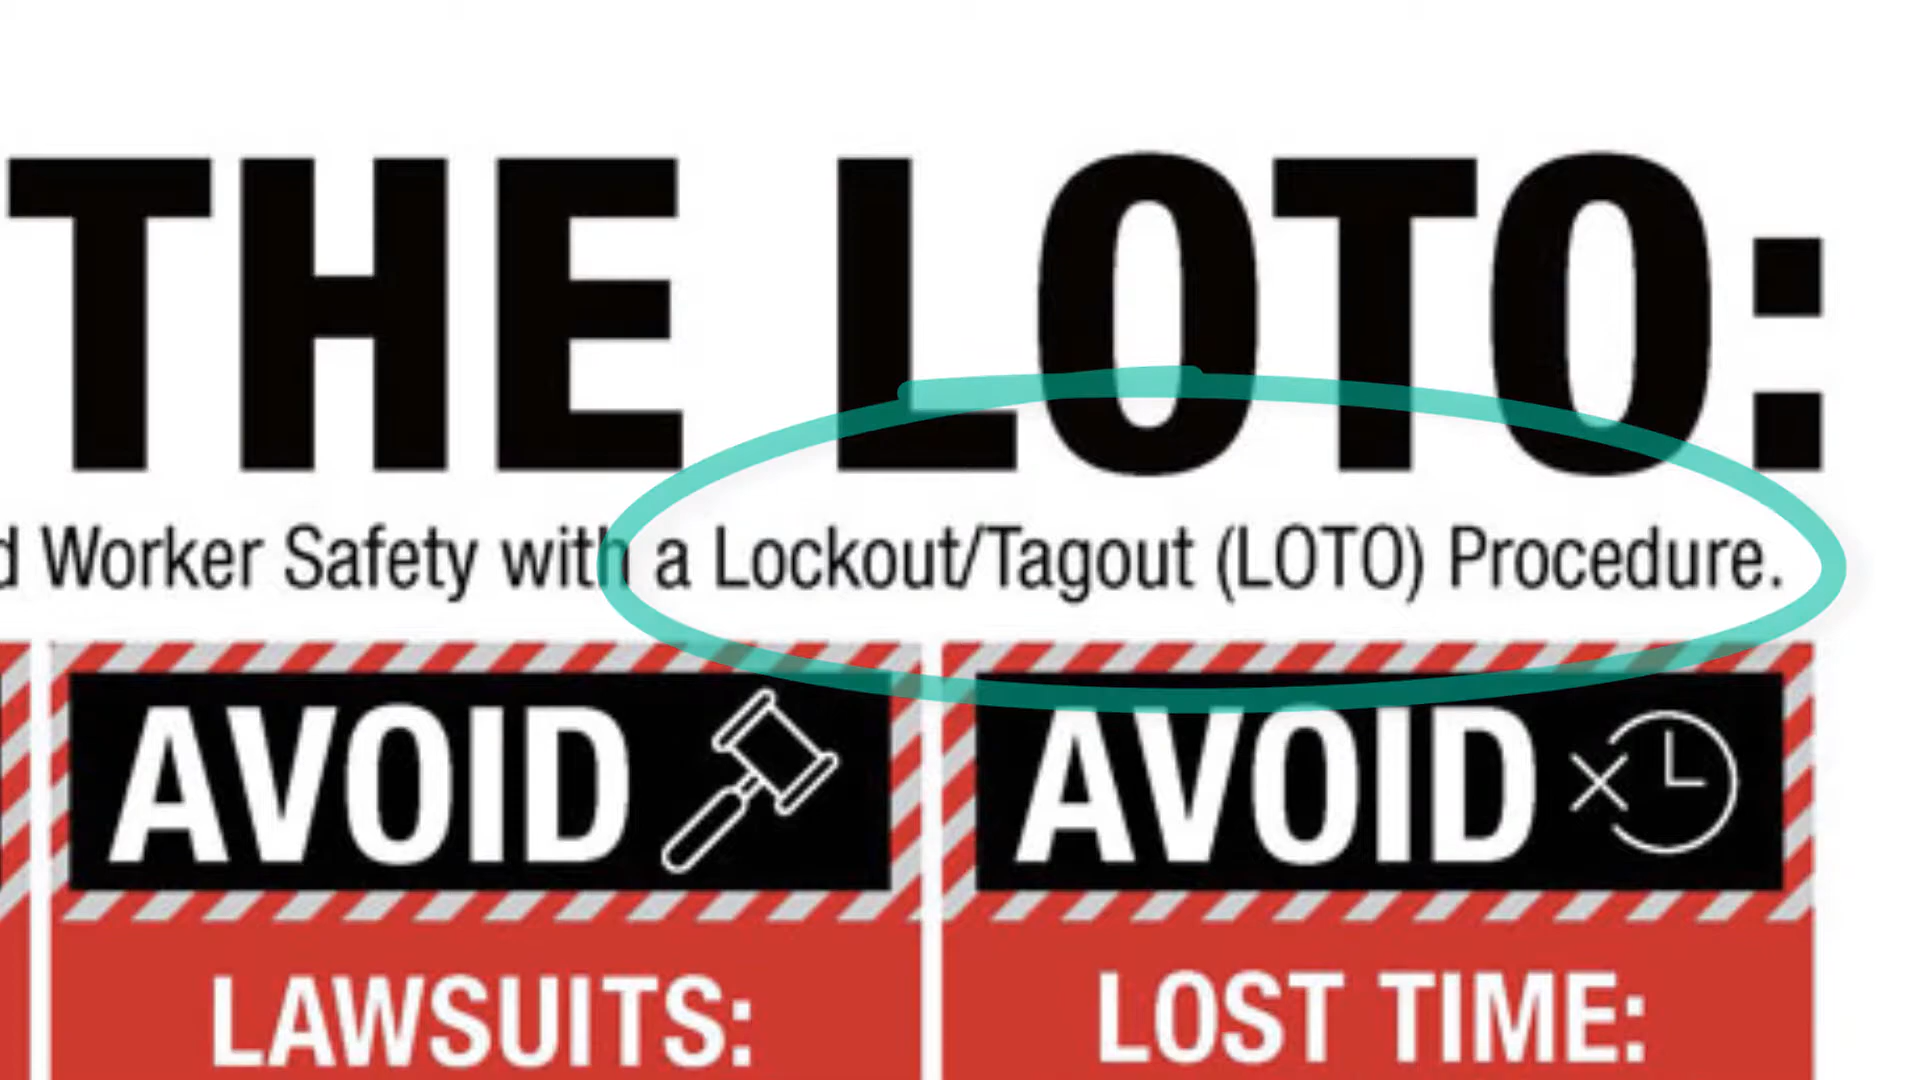 THE LOTO:
Worker Safety with a Lockout/Tagout (LOTO) Procedure.
AVOID
LAWSUITS:
AVOID
LOST TIME: